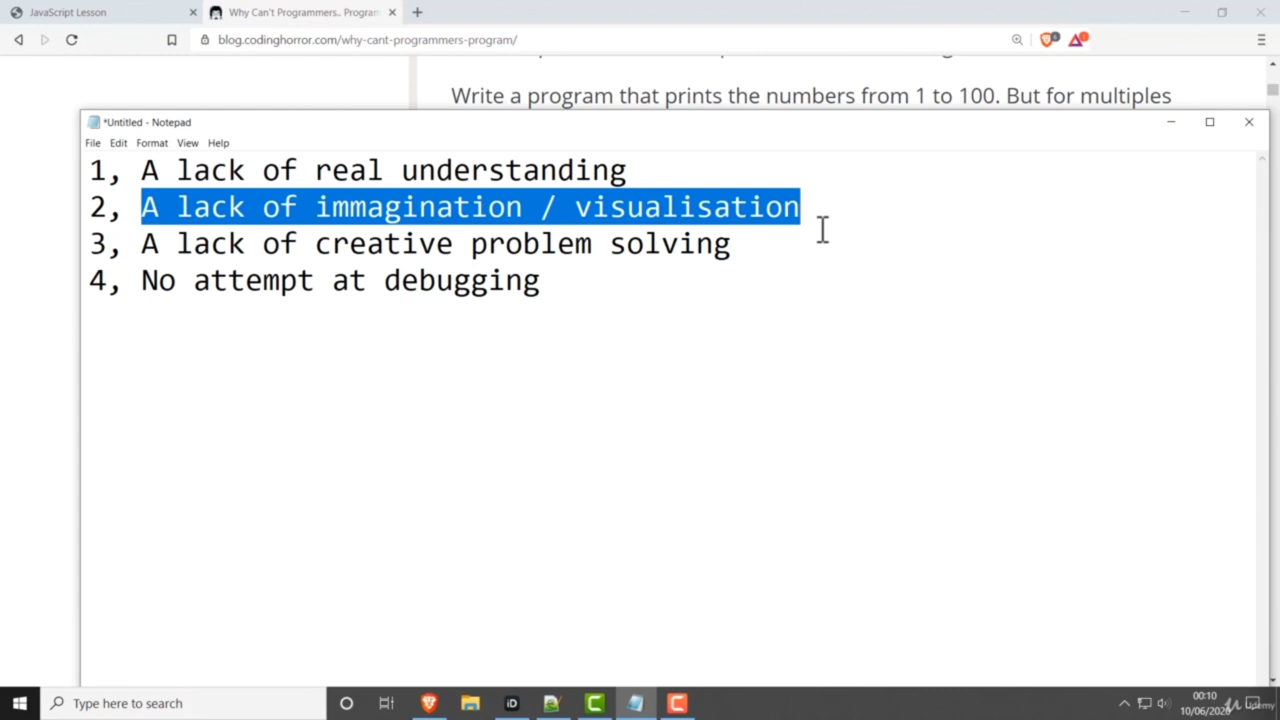 JavaScript Lesson
Why Can't Programmers.. Program
blog.codinghorror.com/why-cant-programmers-program/
Write a program that prints the numbers from 1 to 100. But for multiples
*Untitled - Notepad
File Edit Format View Help
1, A lack of real understanding
2, A lack of immagination / visualisation
3, A lack of creative problem solving
4, No attempt at debugging
Type here to search
00:10
10/06/2020
Udemy